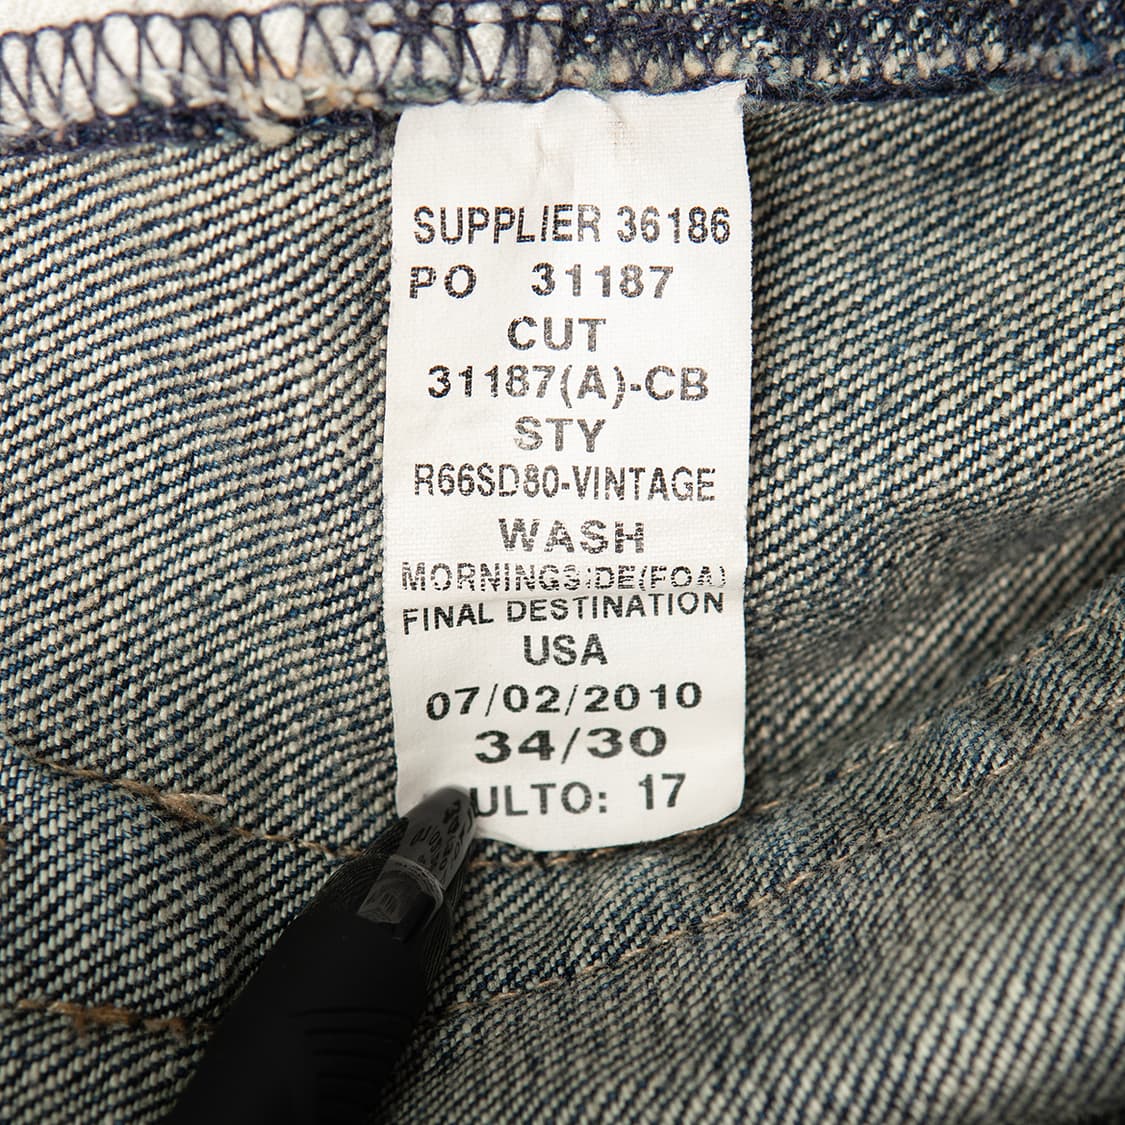 SUPPLIER 36186
PO 31187
CUT
31187(A)-CB
STY
R66SD80-VINTAGE
WASH
MORNINGSIDE(FOA)
FINAL DESTINATION
USA
07/02/2010
34/30
ULTO: 17